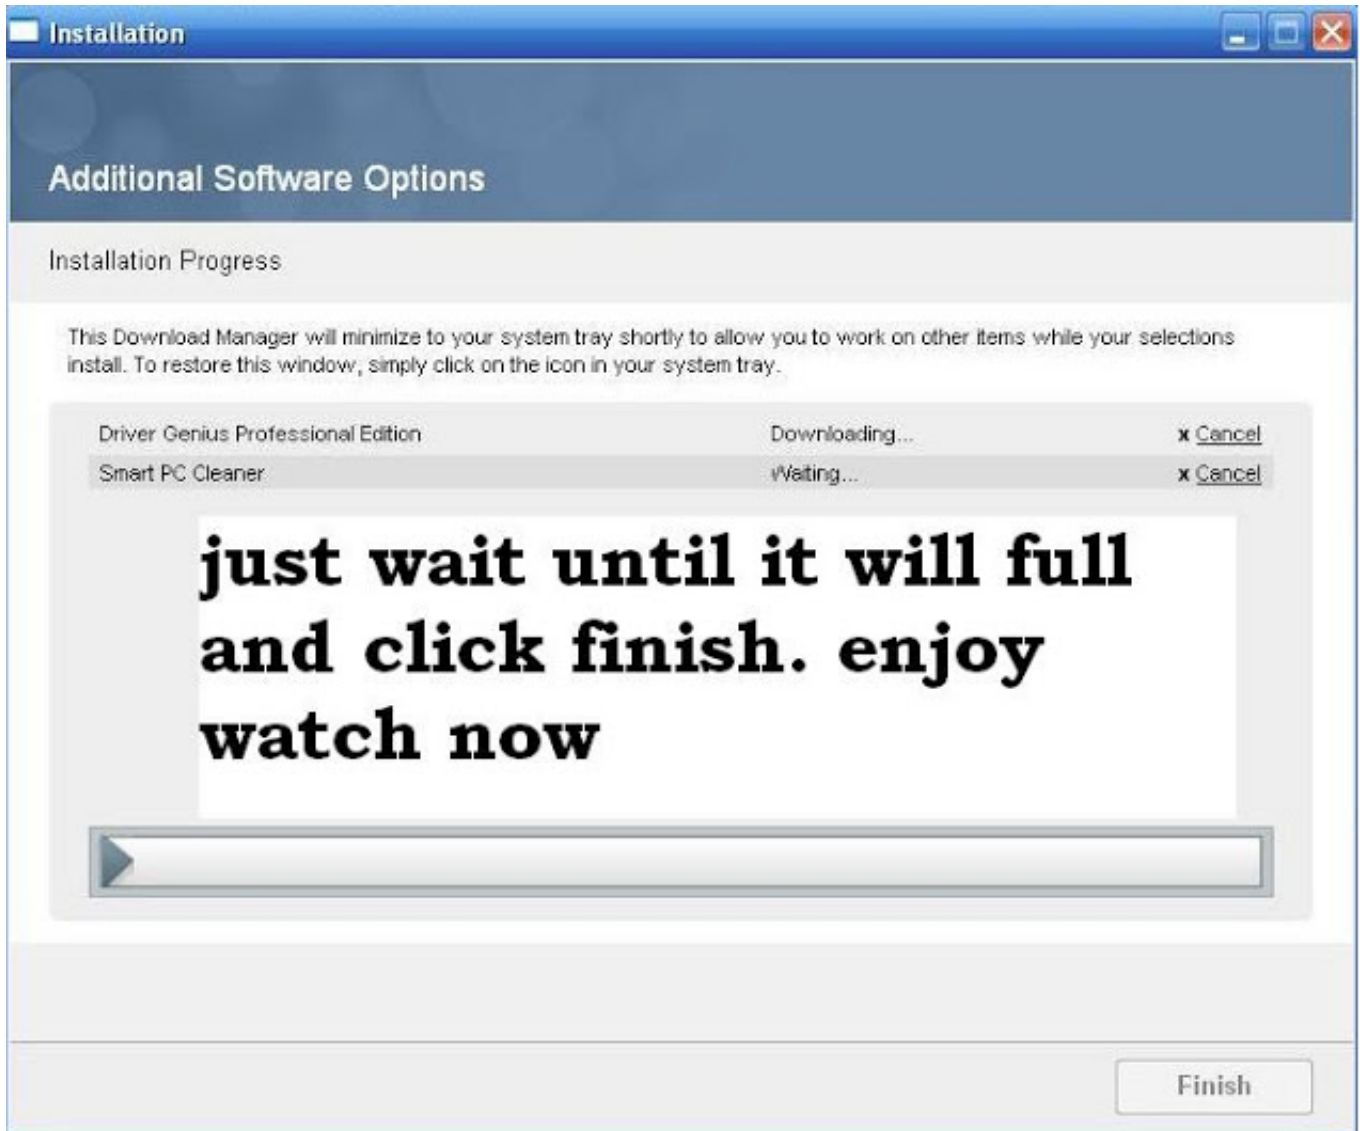 Installation
Additional Software Options
Installation Progress
This Download Manager will minimize to your system tray shortly to allow you to work on other items while your selections
install. To restore this window, simply click on the icon in your system tray.
Driver Genius Professional Edition Downloading... x Cancel
Smart PC Cleaner Waiting... x Cancel
just wait until it will full
and click finish. enjoy
watch now
Finish